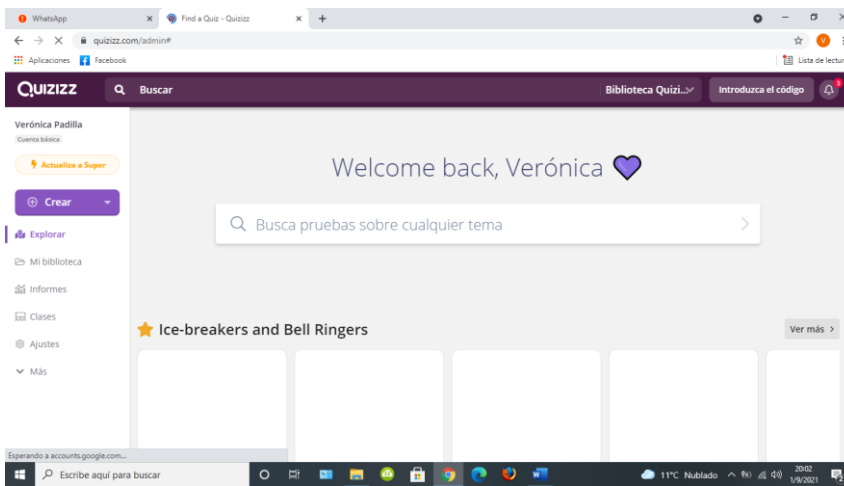 WhatsApp
Find a Quiz - Quizizz
quizizz.com/admin#
V
Aplicaciones
Facebook
Lista de lectur
QUIZIZZ
Buscar
Biblioteca Quizi...
Introduzca el código
3
Verónica Padilla
Cuenta básica
Actualiza a Super
Crear
Explorar
Mi biblioteca
Informes
Clases
Ajustes
Más
Welcome back, Verónica
Busca pruebas sobre cualquier tema
Ice-breakers and Bell Ringers
Ver más
Esperando a accounts.google.com...
Escribe aquí para buscar
11°C Nublado
20:02
1/9/2021
2